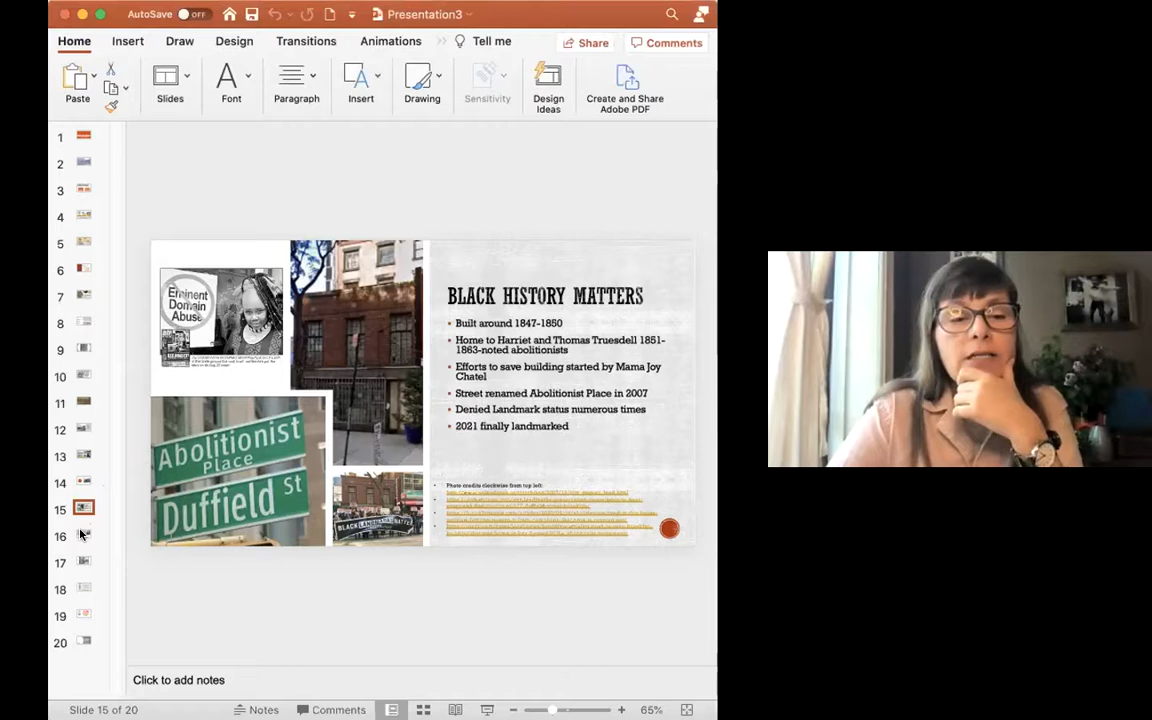 AutoSave OFF Presentation3
Home Insert Draw Design Transitions Animations Tell me Share Comments
Paste Slides Font Paragraph Insert Drawing Sensitivity Design Ideas Create and Share Adobe PDF
1
2
3
4
5
6
7
8
9
10
11
12
13
14
15
16
17
18
19
20
Eminent
Domain
Abuse
Abolitionist
Place
Duffield St
BLACK LANDMARKS MATTER
BLACK HISTORY MATTERS
• Built around 1847-1850
• Home to Harriet and Thomas Truesdell 1851-
1863-noted abolitionists
• Efforts to save building started by Mama Joy
Chatel
• Street renamed Abolitionist Place in 2007
• Denied Landmark status numerous times
• 2021 finally landmarked
• Photo credits clockwise from top left:
Click to add notes
Slide 15 of 20 Notes Comments 65%